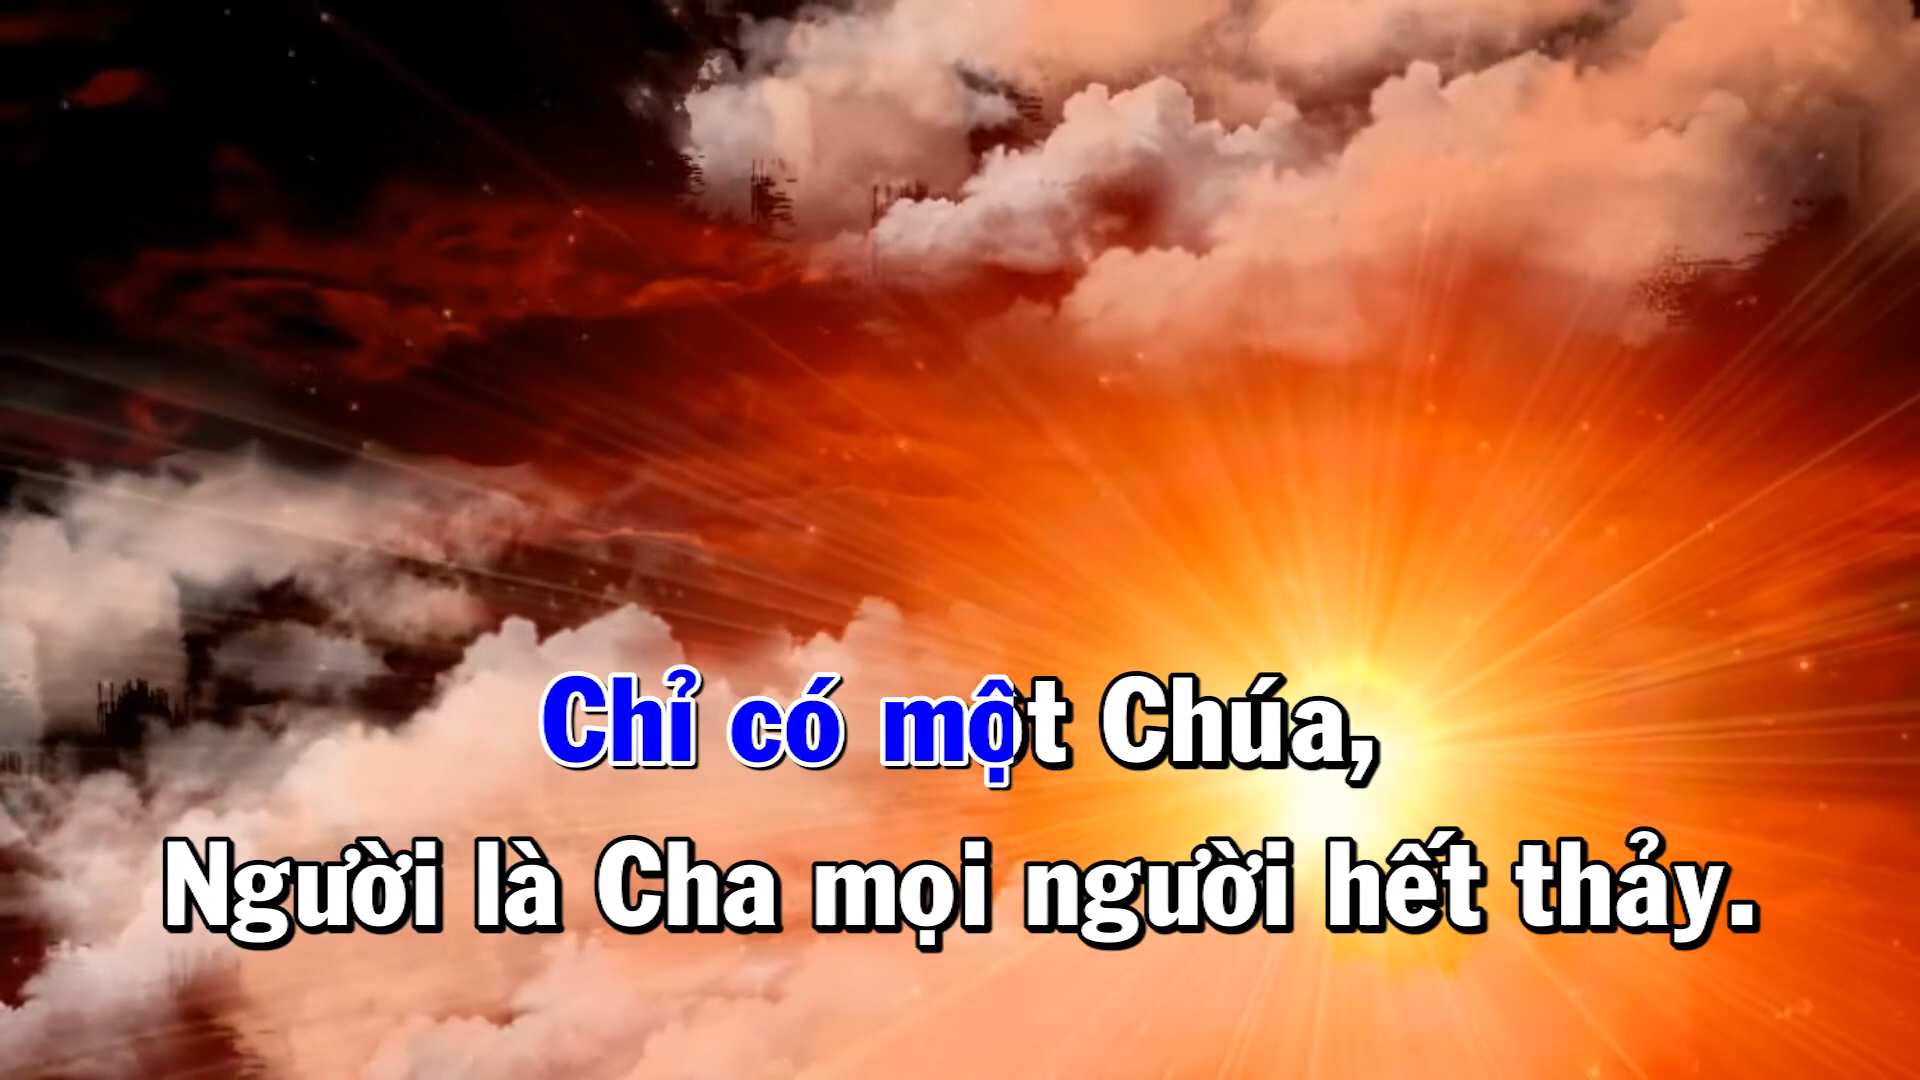 Chỉ có một Chúa,
Người là Cha mọi người hết thảy.